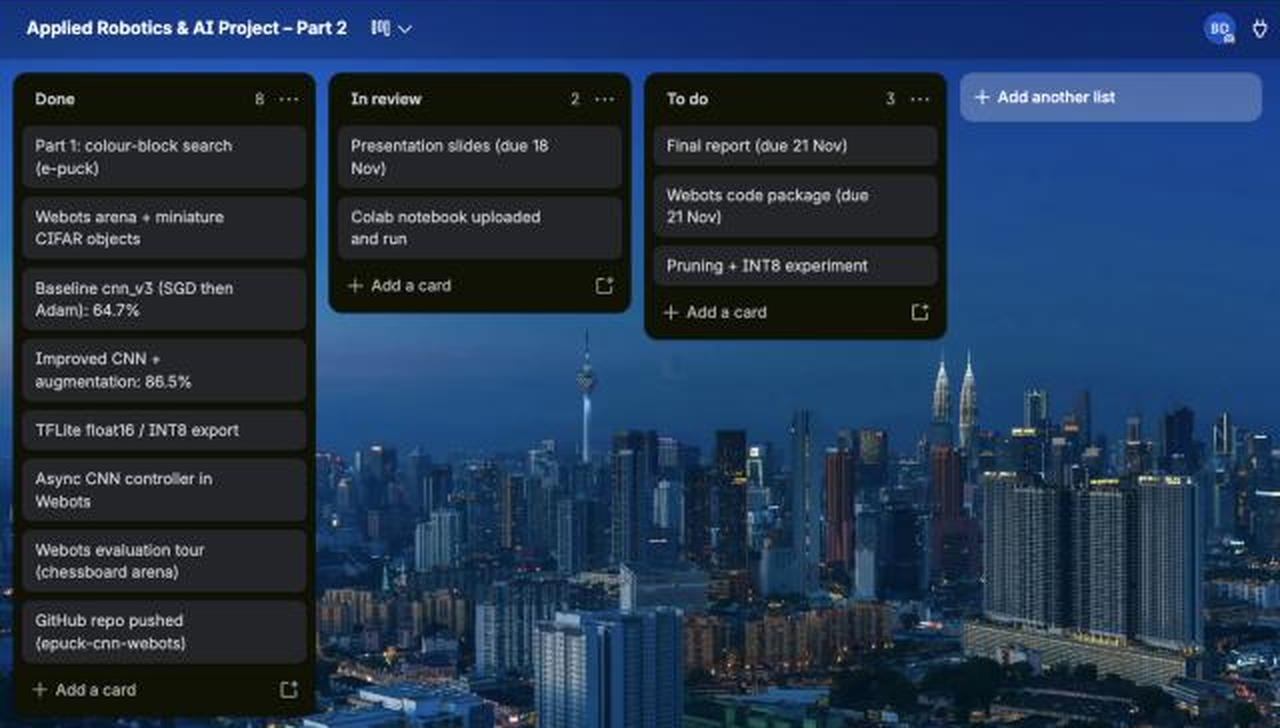 Applied Robotics & AI Project – Part 2
BD
Done 8
Part 1: colour-block search
(e-puck)
Webots arena + miniature
CIFAR objects
Baseline cnn_v3 (SGD then
Adam): 64.7%
Improved CNN +
augmentation: 86.5%
TFLite float16 / INT8 export
Async CNN controller in
Webots
Webots evaluation tour
(chessboard arena)
GitHub repo pushed
(epuck-cnn-webots)
+ Add a card
In review 2
Presentation slides (due 18
Nov)
Colab notebook uploaded
and run
+ Add a card
To do 3
Final report (due 21 Nov)
Webots code package (due
21 Nov)
Pruning + INT8 experiment
+ Add a card
+ Add another list